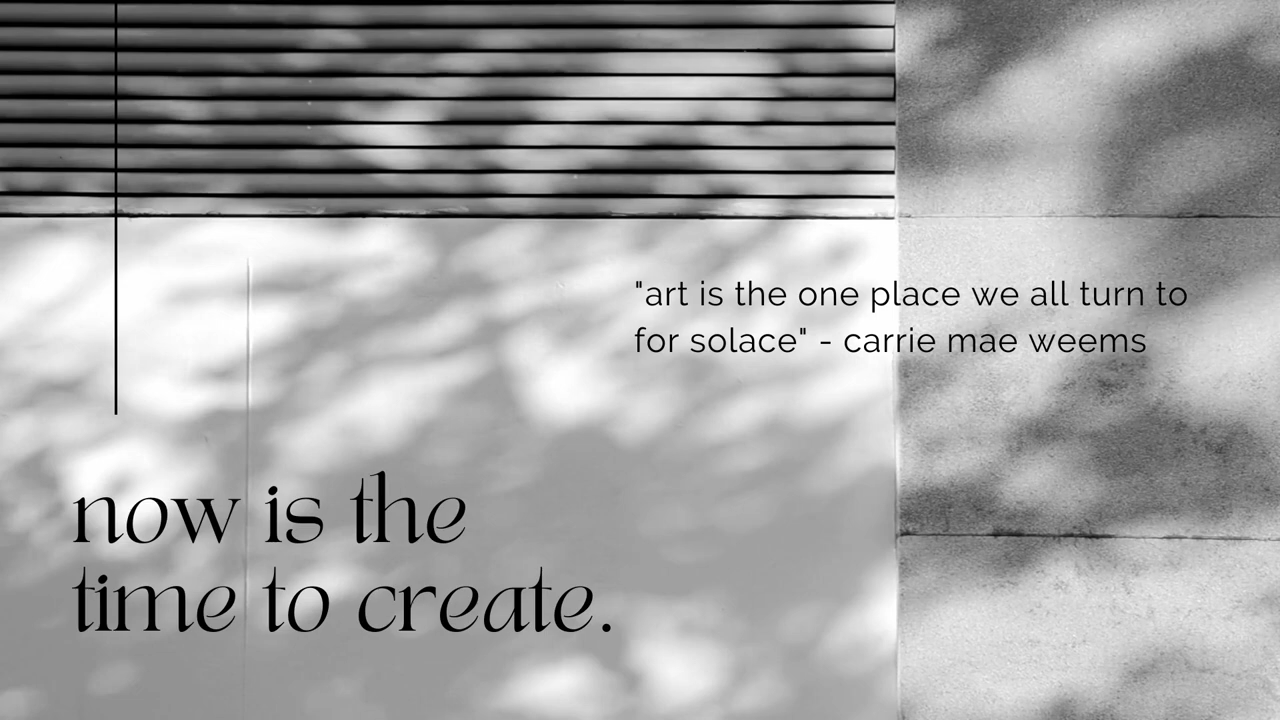 "art is the one place we all turn to
for solace" - carrie mae weems
now is the
time to create.